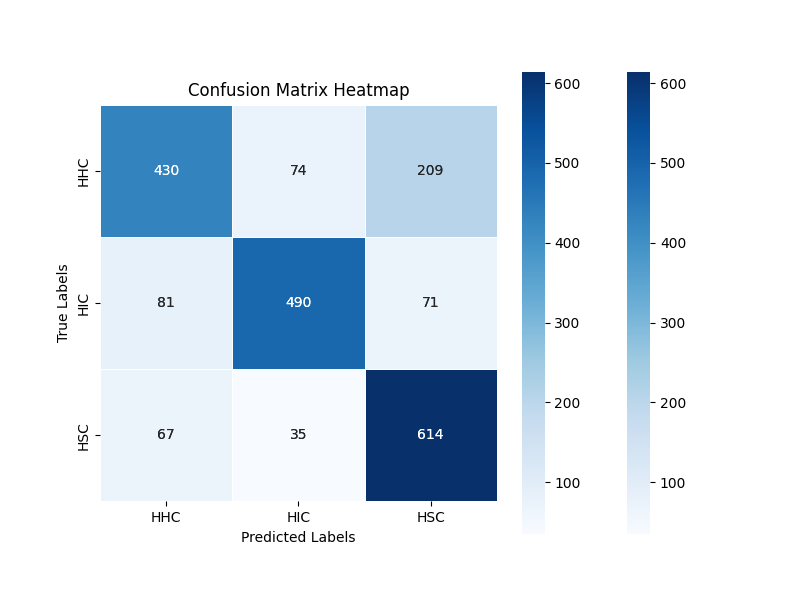 Confusion Matrix Heatmap
HHC 430 74 209
HIC 81 490 71
HSC 67 35 614
HHC HIC HSC
Predicted Labels
True Labels
600 600
500 500
400 400
300 300
200 200
100 100